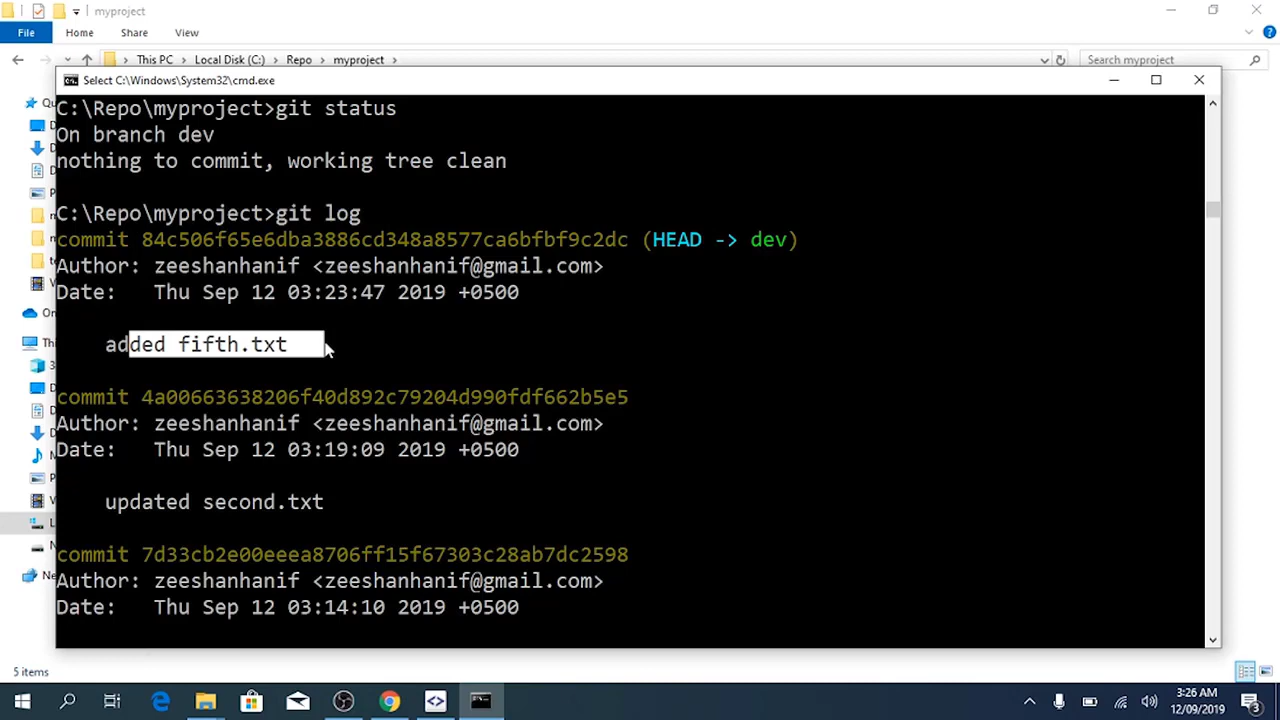 myproject
File Home Share View
This PC Local Disk (C:) Repo myproject Search myproject
Select C:\Windows\System32\cmd.exe
C:\Repo\myproject>git status
On branch dev
nothing to commit, working tree clean
C:\Repo\myproject>git log
commit 84c506f65e6dba3886cd348a8577ca6bfbf9c2dc (HEAD -> dev)
Author: zeeshanhanif <zeeshanhanif@gmail.com>
Date: Thu Sep 12 03:23:47 2019 +0500
added fifth.txt
commit 4a00663638206f40d892c79204d990fdf662b5e5
Author: zeeshanhanif <zeeshanhanif@gmail.com>
Date: Thu Sep 12 03:19:09 2019 +0500
updated second.txt
commit 7d33cb2e00eeea8706ff15f67303c28ab7dc2598
Author: zeeshanhanif <zeeshanhanif@gmail.com>
Date: Thu Sep 12 03:14:10 2019 +0500
5 items
3:26 AM
12/09/2019
3